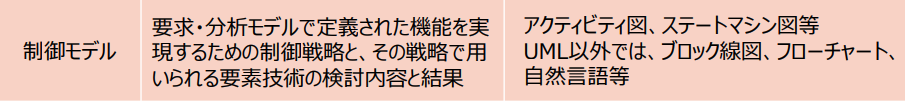 制御モデル
要求・分析モデルで定義された機能を実
現するための制御戦略と、その戦略で用
いられる要素技術の検討内容と結果
アクティビティ図、ステートマシン図等
UML以外では、ブロック線図、フローチャート、
自然言語等